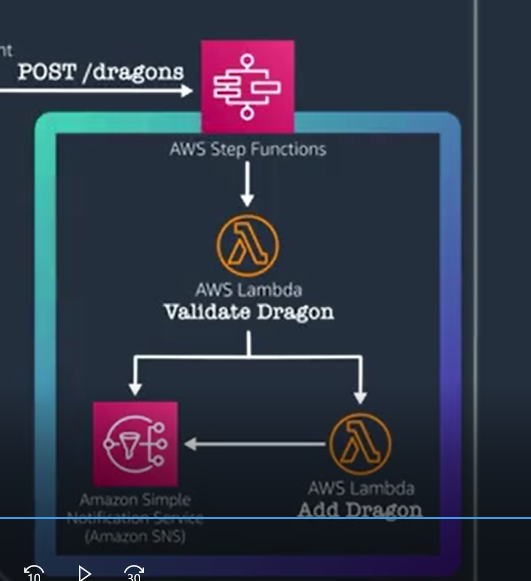 nt
POST /dragons
AWS Step Functions
AWS Lambda
Validate Dragon
Amazon Simple
Notification Service
(Amazon SNS)
AWS Lambda
Add Dragon
10
30